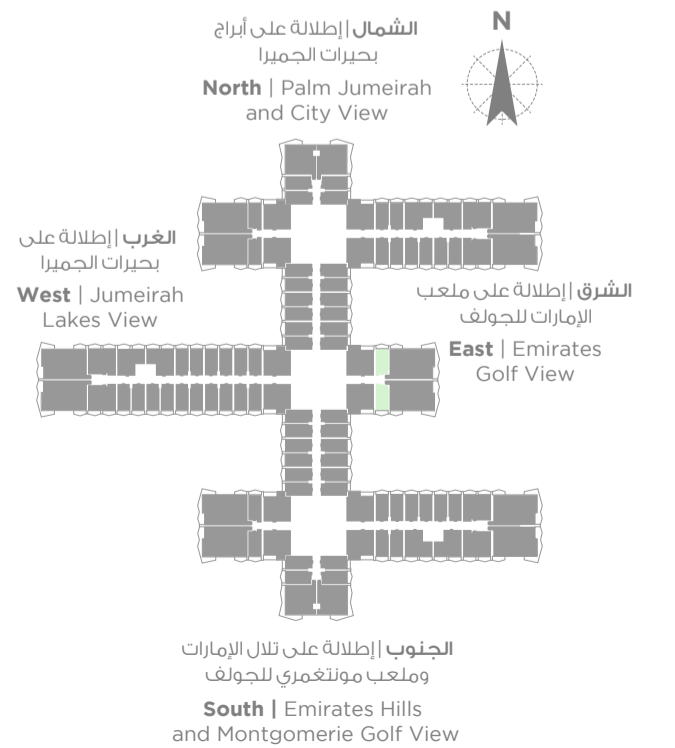 الشمال | إطلالة على أبراج
بحيرات الجميرا
North | Palm Jumeirah
and City View
N
الغرب | إطلالة على
بحيرات الجميرا
West | Jumeirah
Lakes View
الشرق | إطلالة على ملعب
الإمارات للجولف
East | Emirates
Golf View
الجنوب | إطلالة على تلال الإمارات
وملعب مونتغمري للجولف
South | Emirates Hills
and Montgomerie Golf View